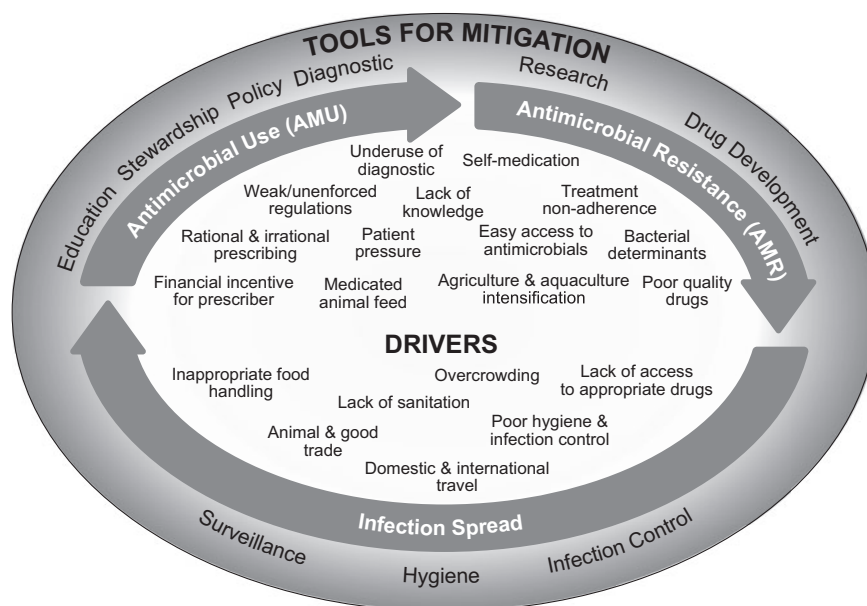 TOOLS FOR MITIGATION
Education Stewardship Policy Diagnostic
Research
Drug Development
Antimicrobial Use (AMU)
Antimicrobial Resistance (AMR)
Underuse of
diagnostic
Self-medication
Weak/unenforced
regulations
Lack of
knowledge
Treatment
non-adherence
Rational & irrational
prescribing
Patient
pressure
Easy access to
antimicrobials
Bacterial
determinants
Financial incentive
for prescriber
Medicated
animal feed
Agriculture & aquaculture
intensification
Poor quality
drugs
DRIVERS
Inappropriate food
handling
Overcrowding
Lack of access
to appropriate drugs
Lack of sanitation
Animal & good
trade
Poor hygiene &
infection control
Domestic & international
travel
Infection Spread
Surveillance
Hygiene
Infection Control